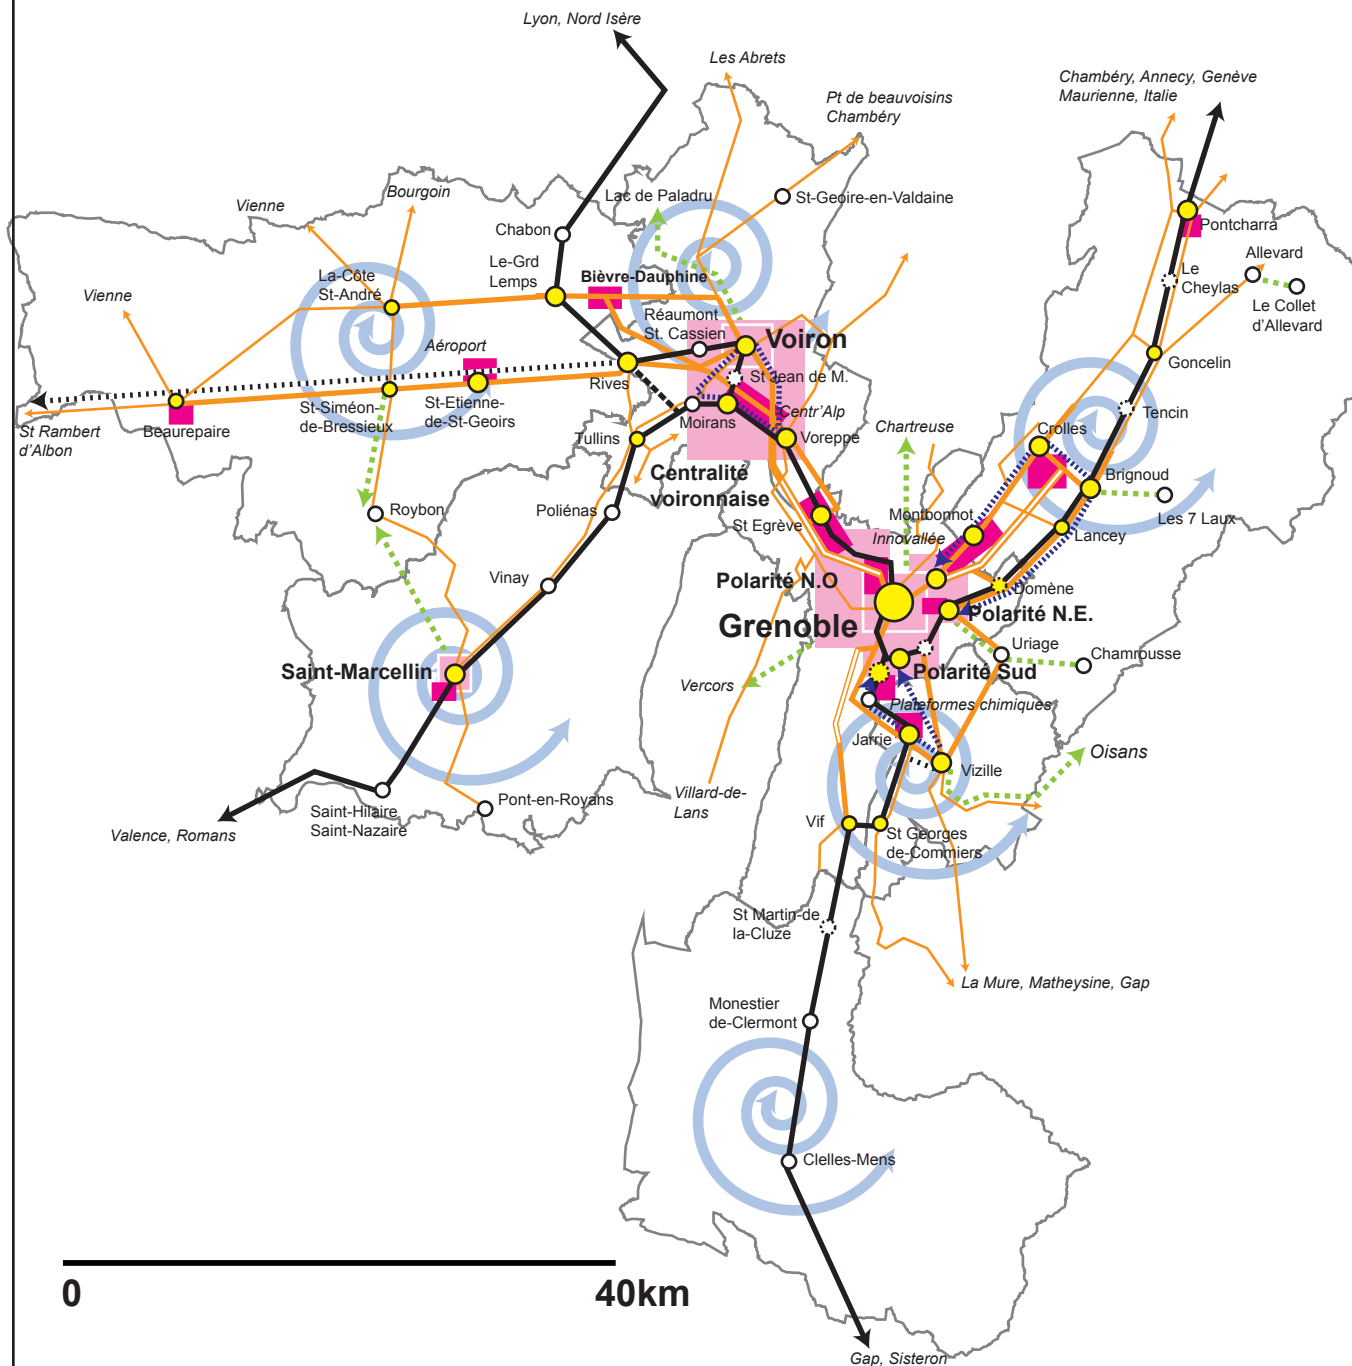 Lyon, Nord Isère
Les Abrets
Chambéry, Annecy, Genève
Maurienne, Italie
Pt de beauvoisins
Chambéry
Bourgoin
Vienne
Lac de Paladru
St-Geoire-en-Valdaine
Pontcharra
Chabon
Allevard
Le-Grd
Lemps
Bièvre-Dauphine
La-Côte
St-André
Le
Cheylas
Le Collet
d'Allevard
Vienne
Réaumont
St. Cassien
Voiron
Aéroport
Goncelin
Rives
St Jean de M.
St-Siméon-
de-Bressieux
St-Etienne-
de-St-Geoirs
Centr'Alp
Tencin
Moirans
Beaurepaire
St Rambert
d'Albon
Tullins
Voreppe
Chartreuse
Crolles
Centralité
voironnaise
Brignoud
Les 7 Laux
Roybon
Poliénas
St Egrève
Montbonnot
Innovallée
Lancey
Vinay
Polarité N.O
Domène
Grenoble
Polarité N.E.
Uriage
Chamrousse
Saint-Marcellin
Polarité Sud
Vercors
Plateformes chimiques
Jarrie
Oisans
Vizille
Villard-de-
Lans
Saint-Hilaire
Saint-Nazaire
Pont-en-Royans
Valence, Romans
Vif
St Georges
de-Commiers
St Martin-de
la-Cluze
La Mure, Matheysine, Gap
Monestier
de-Clermont
Clelles-Mens
0
40km
Gap, Sisteron